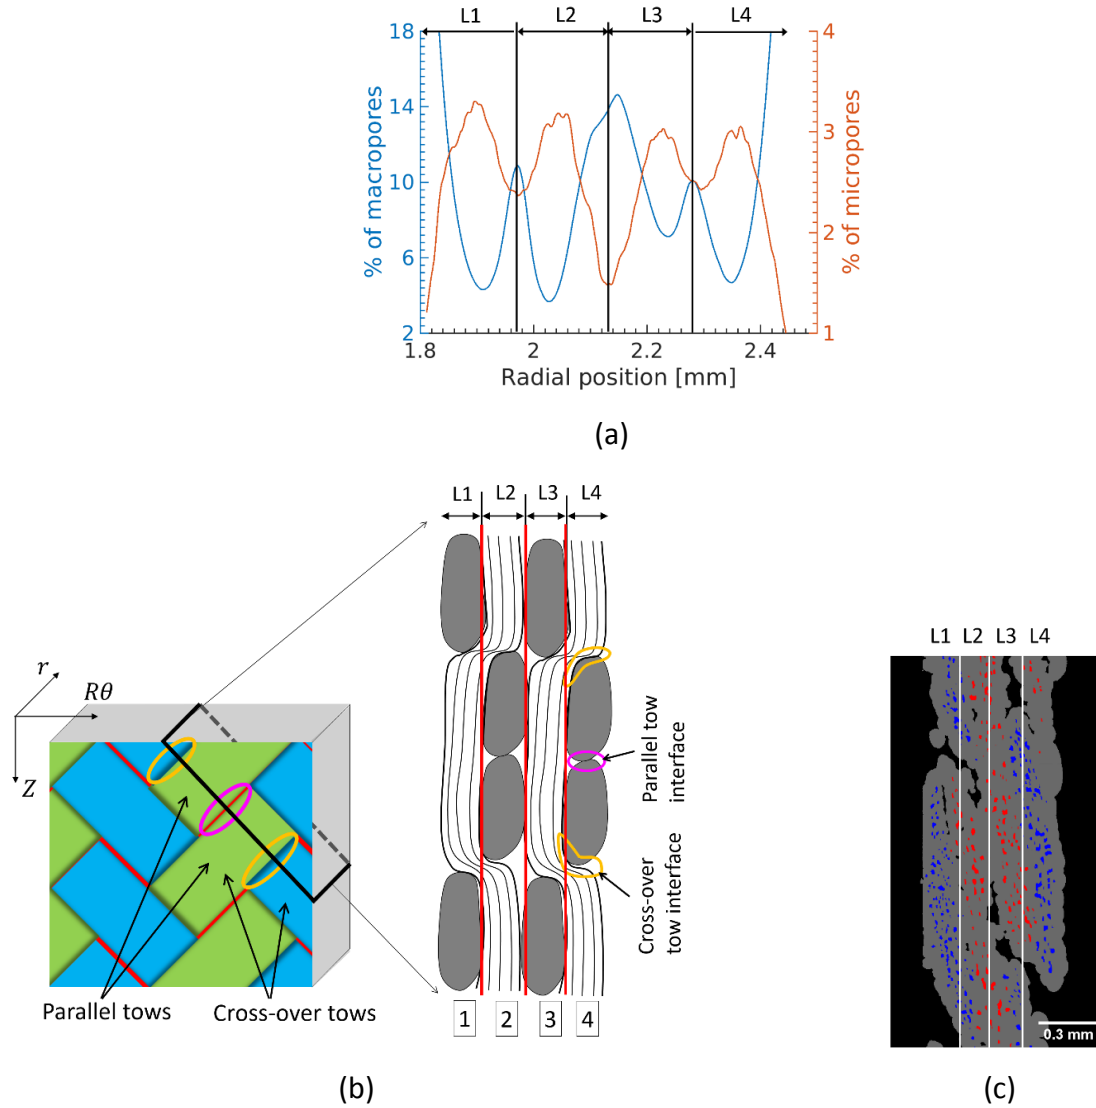 L1 L2 L3 L4
18 4
14 3
10
6 2
2 1
% of macropores
% of micropores
1.8 2 2.2 2.4
Radial position [mm]
(a)
L1 L2 L3 L4
r
Rθ
Z
Parallel tow
interface
Cross-over
tow interface
Parallel tows Cross-over tows
1 2 3 4
(b)
L1 L2 L3 L4
0.3 mm
(c)